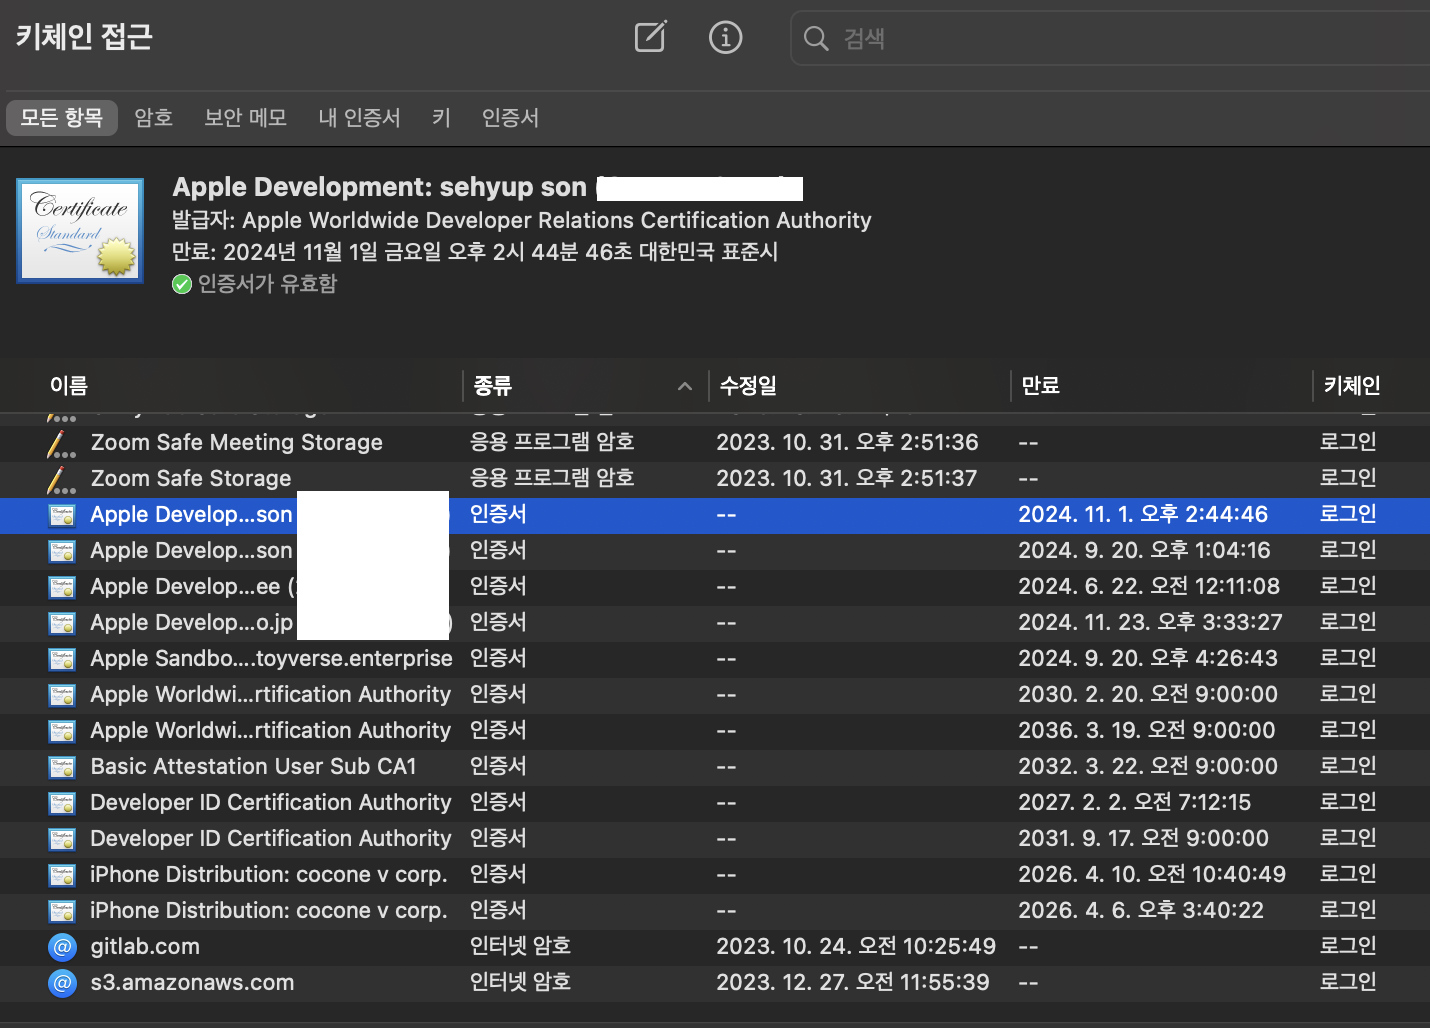 키체인 접근
검색
모든 항목 암호 보안 메모 내 인증서 키 인증서
Certificate
Standard
Apple Development: sehyup son
발급자: Apple Worldwide Developer Relations Certification Authority
만료: 2024년 11월 1일 금요일 오후 2시 44분 46초 대한민국 표준시
인증서가 유효함
이름 종류 수정일 만료 키체인
Zoom Safe Meeting Storage 응용 프로그램 암호 2023. 10. 31. 오후 2:51:36 -- 로그인
Zoom Safe Storage 응용 프로그램 암호 2023. 10. 31. 오후 2:51:37 -- 로그인
Apple Develop...son 인증서 -- 2024. 11. 1. 오후 2:44:46 로그인
Apple Develop...son 인증서 -- 2024. 9. 20. 오후 1:04:16 로그인
Apple Develop...ee ( 인증서 -- 2024. 6. 22. 오전 12:11:08 로그인
Apple Develop...o.jp ) 인증서 -- 2024. 11. 23. 오후 3:33:27 로그인
Apple Sandbo....toyverse.enterprise 인증서 -- 2024. 9. 20. 오후 4:26:43 로그인
Apple Worldwi...rtification Authority 인증서 -- 2030. 2. 20. 오전 9:00:00 로그인
Apple Worldwi...rtification Authority 인증서 -- 2036. 3. 19. 오전 9:00:00 로그인
Basic Attestation User Sub CA1 인증서 -- 2032. 3. 22. 오전 9:00:00 로그인
Developer ID Certification Authority 인증서 -- 2027. 2. 2. 오전 7:12:15 로그인
Developer ID Certification Authority 인증서 -- 2031. 9. 17. 오전 9:00:00 로그인
iPhone Distribution: cocone v corp. 인증서 -- 2026. 4. 10. 오전 10:40:49 로그인
iPhone Distribution: cocone v corp. 인증서 -- 2026. 4. 6. 오후 3:40:22 로그인
gitlab.com 인터넷 암호 2023. 10. 24. 오전 10:25:49 -- 로그인
s3.amazonaws.com 인터넷 암호 2023. 12. 27. 오전 11:55:39 -- 로그인